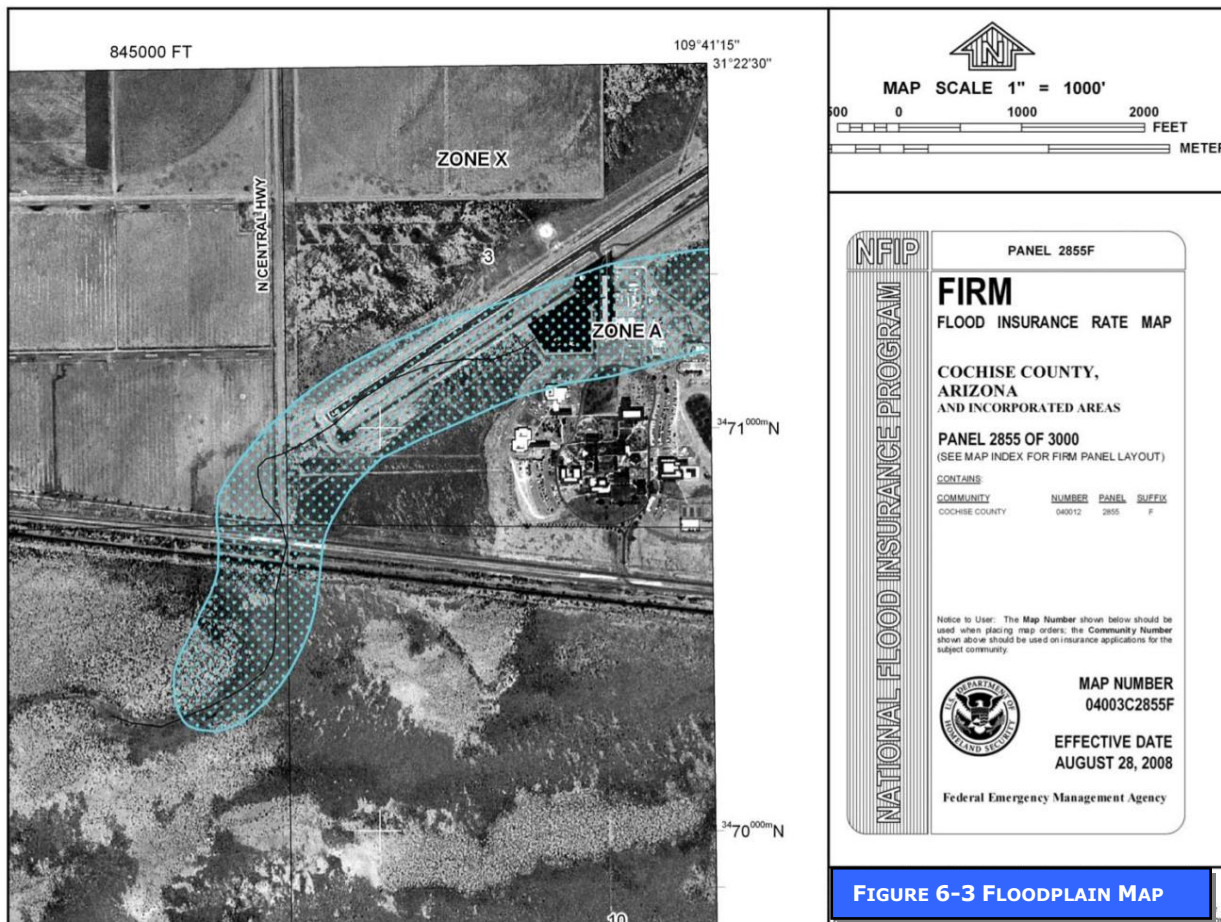 845000 FT
109°41'15"
31°22'30"
ZONE X
N CENTRAL HWY
3
ZONE A
3471000mN
3470000mN
10
N
MAP SCALE 1" = 1000'
500 0 1000 2000
FEET
METER
NFIP
PANEL 2855F
NATIONAL FLOOD INSURANCE PROGRAM
FIRM
FLOOD INSURANCE RATE MAP
COCHISE COUNTY,
ARIZONA
AND INCORPORATED AREAS
PANEL 2855 OF 3000
(SEE MAP INDEX FOR FIRM PANEL LAYOUT)
CONTAINS:
COMMUNITY NUMBER PANEL SUFFIX
COCHISE COUNTY 040012 2855 F
Notice to User: The Map Number shown below should be
used when placing map orders; the Community Number
shown above should be used on insurance applications for the
subject community.
U.S. DEPARTMENT OF
HOMELAND SECURITY
MAP NUMBER
04003C2855F
EFFECTIVE DATE
AUGUST 28, 2008
Federal Emergency Management Agency
FIGURE 6-3 FLOODPLAIN MAP